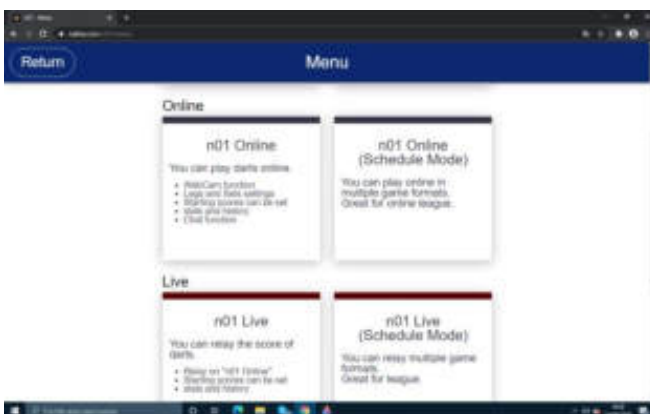 Return
Menu
Online
n01 Online
You can play darts online.
WebCam function
Legs and Sets settings
Starting scores can be set
stats and history
Chat function
n01 Online
(Schedule Mode)
You can play online in
multiple game formats.
Great for online league.
Live
n01 Live
You can relay the score of
darts.
Relay on "n01 Online"
Starting scores can be set
stats and history
n01 Live
(Schedule Mode)
You can relay multiple game
formats.
Great for league.